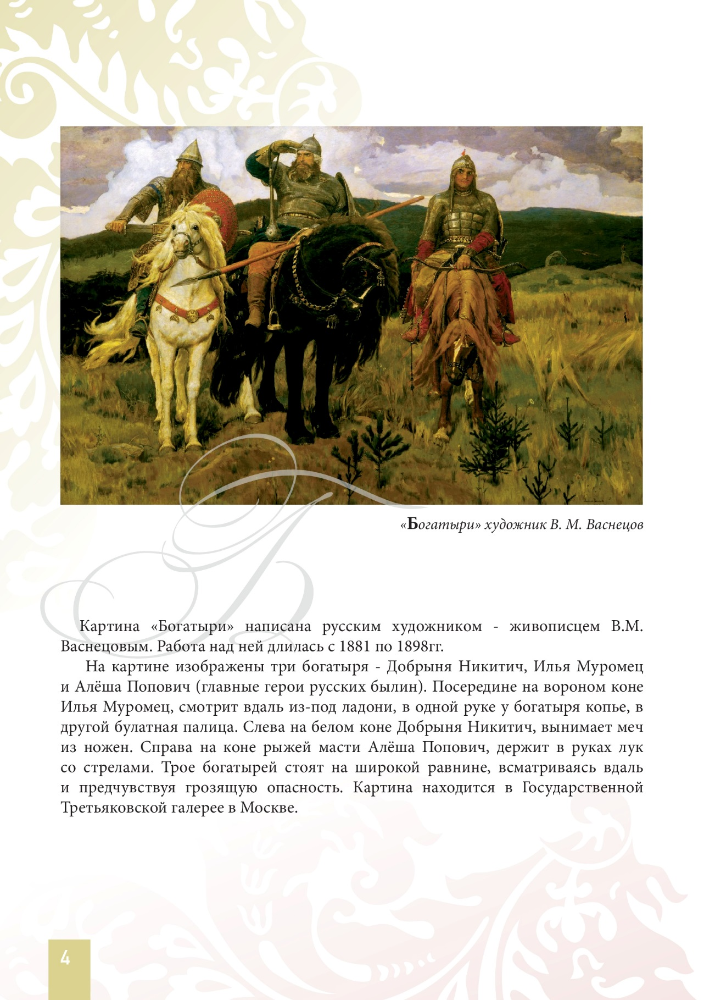 «Богатыри» художник В. М. Васнецов
Б
Картина «Богатыри» написана русским художником - живописцем В.М.
Васнецовым. Работа над ней длилась с 1881 по 1898гг.
На картине изображены три богатыря - Добрыня Никитич, Илья Муромец
и Алёша Попович (главные герои русских былин). Посередине на вороном коне
Илья Муромец, смотрит вдаль из-под ладони, в одной руке у богатыря копье, в
другой булатная палица. Слева на белом коне Добрыня Никитич, вынимает меч
из ножен. Справа на коне рыжей масти Алёша Попович, держит в руках лук
со стрелами. Трое богатырей стоят на широкой равнине, всматриваясь вдаль
и предчувствуя грозящую опасность. Картина находится в Государственной
Третьяковской галерее в Москве.
4